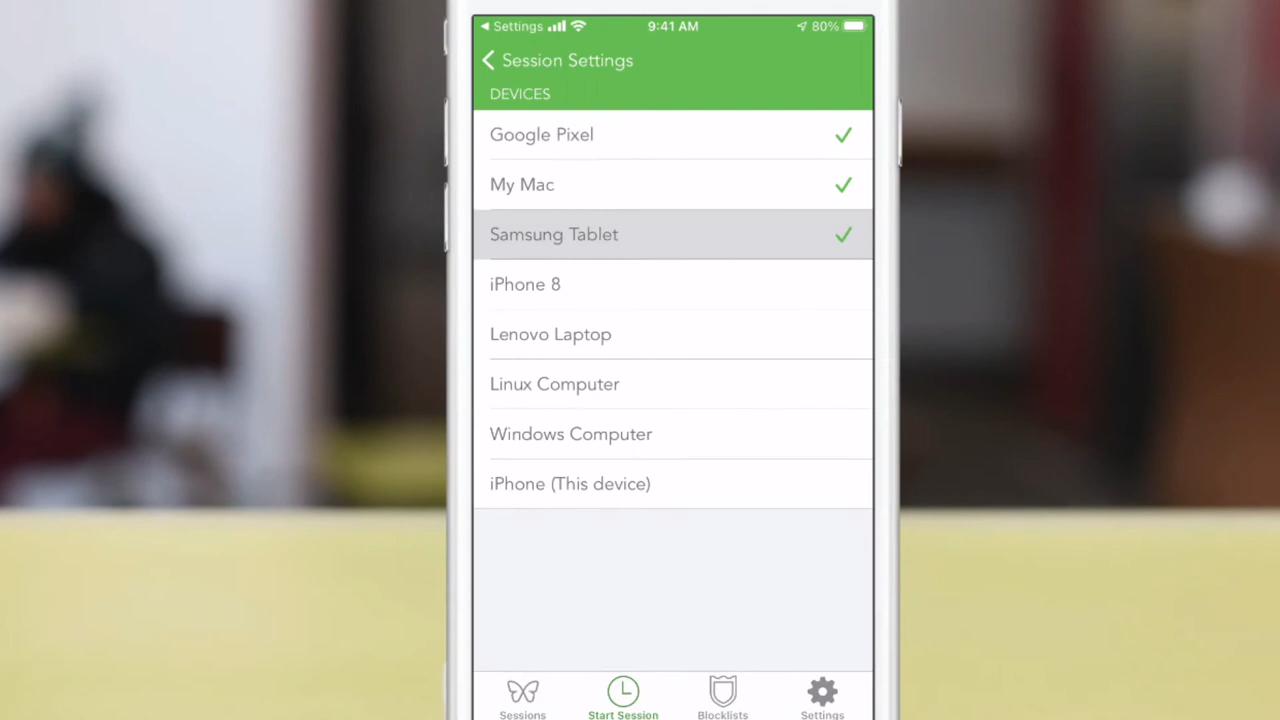 Settings 9:41 AM 80%
Session Settings
DEVICES
Google Pixel
My Mac
Samsung Tablet
iPhone 8
Lenovo Laptop
Linux Computer
Windows Computer
iPhone (This device)
Sessions Start Session Blocklists Settings